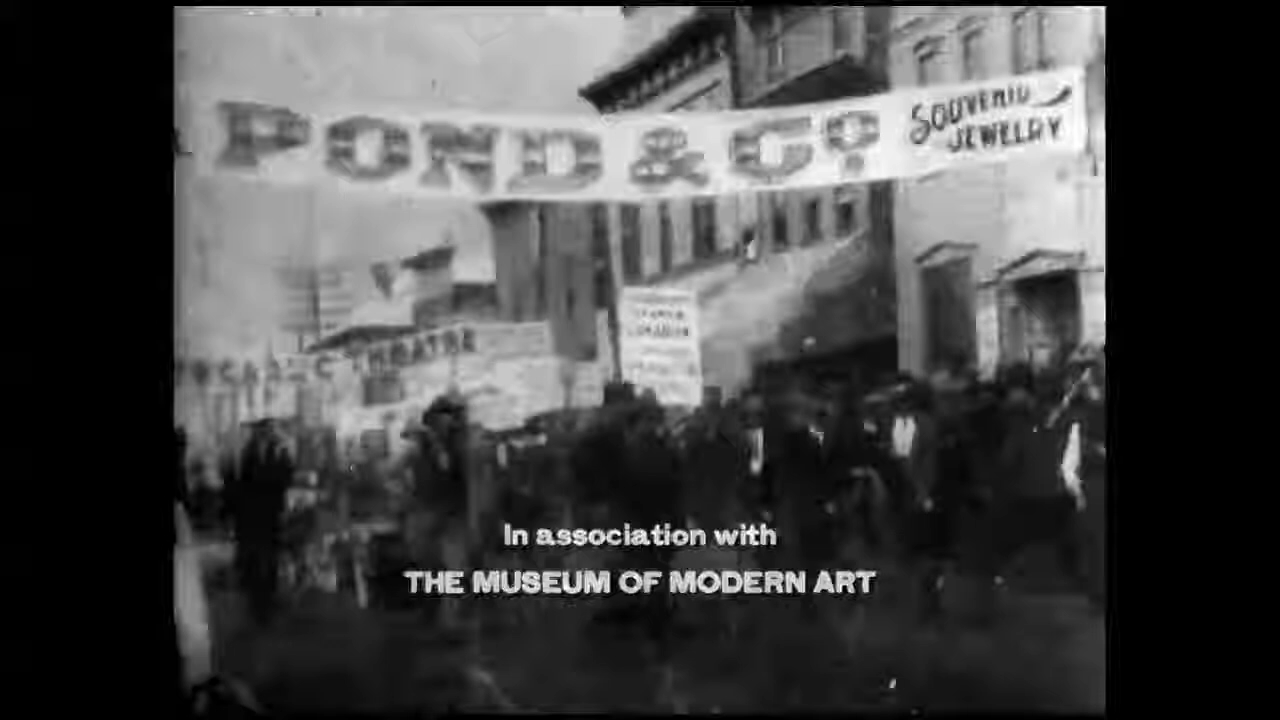 POND & Cº
SOUVENIR
JEWELRY
THEATRE
In association with
THE MUSEUM OF MODERN ART